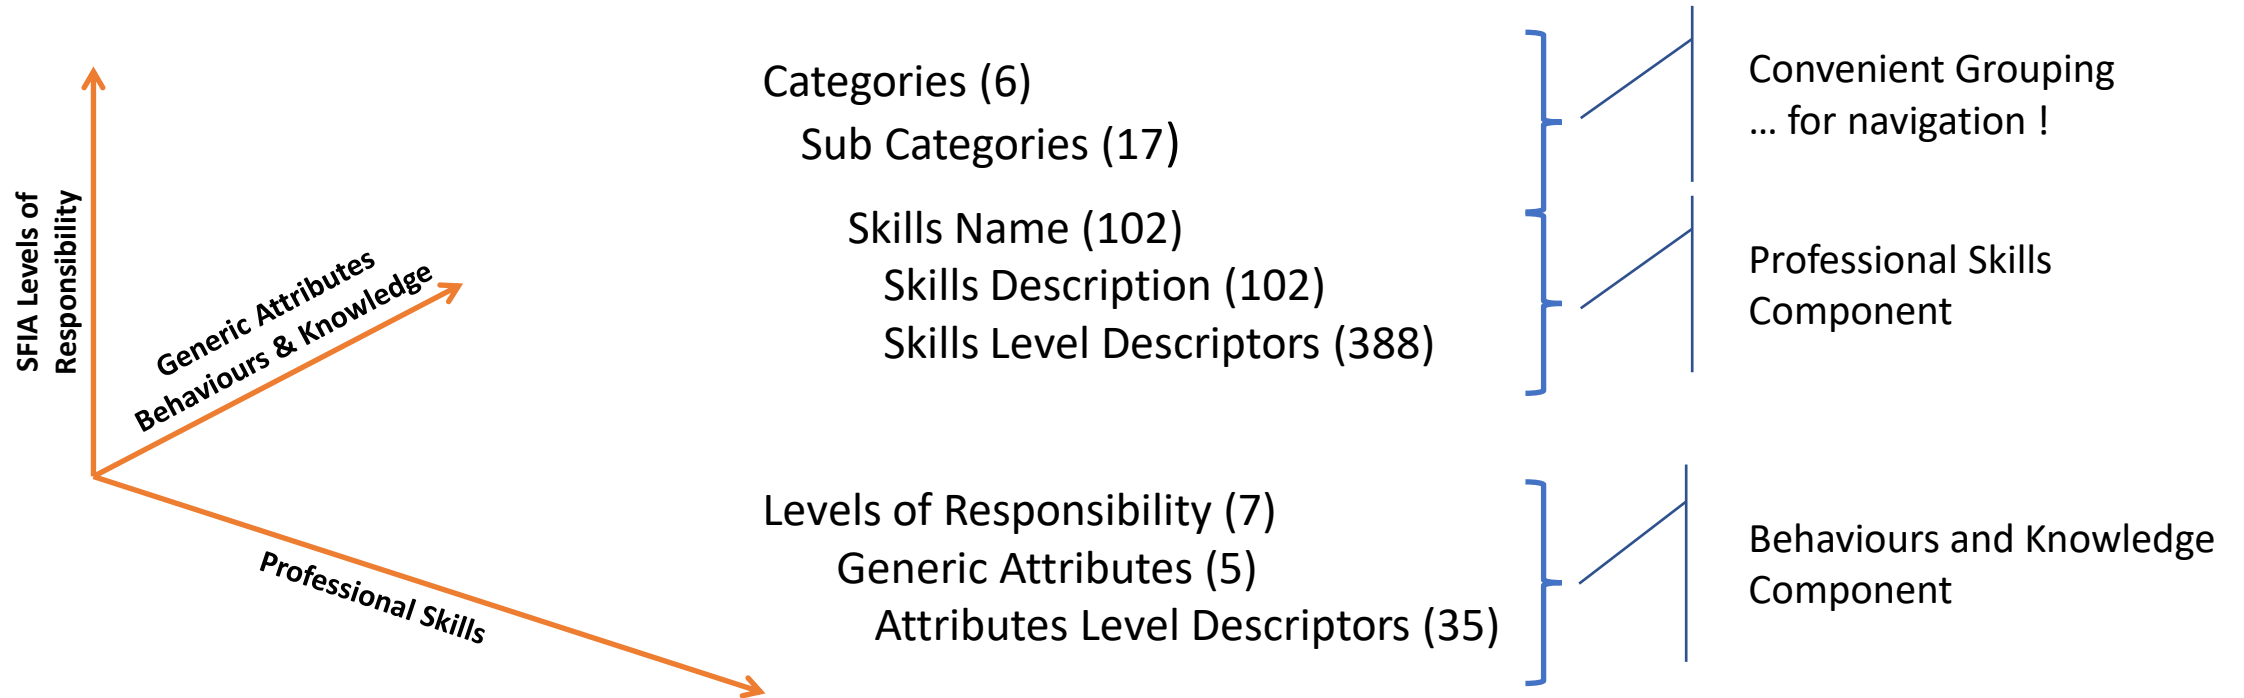 SFIA Levels of
Responsibility
Generic Attributes
Behaviours & Knowledge
Professional Skills
Categories (6)
Sub Categories (17)
Skills Name (102)
Skills Description (102)
Skills Level Descriptors (388)
Levels of Responsibility (7)
Generic Attributes (5)
Attributes Level Descriptors (35)
Convenient Grouping
... for navigation !
Professional Skills
Component
Behaviours and Knowledge
Component